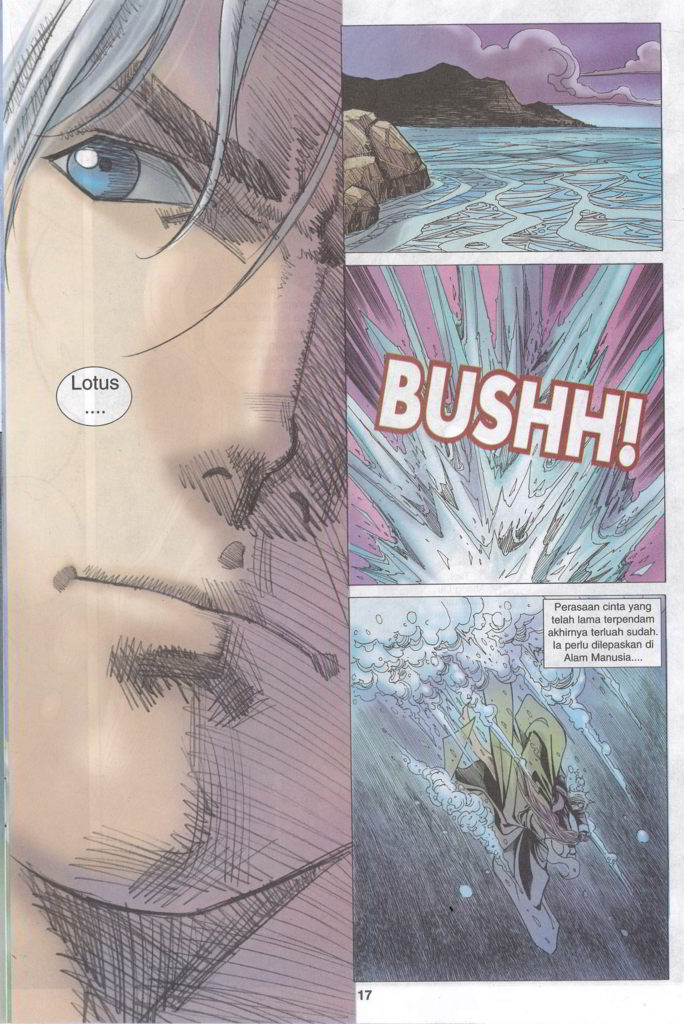 Lotus
....
BUSHH!
Perasaan cinta yang
telah lama terpendam
akhirnya terluah sudah.
Ia perlu dilepaskan di
Alam Manusia....
17